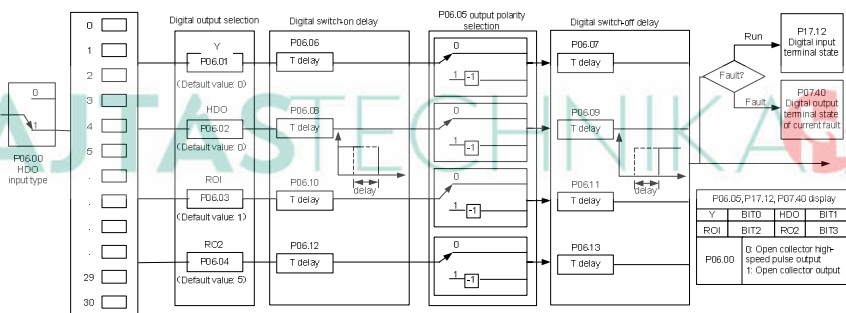 Digital output selection
Digital switch-on delay
P06.05 output polarity
selection
Digital switch-off delay
0
1
2
3
4
5
.
.
.
.
29
30
0
1
P06.00
HDO
input type
Y
P06.01
(Default value: 0)
HDO
P06.02
(Default value: 0)
RO1
P06.03
(Default value: 1)
RO2
P06.04
(Default value: 5)
P06.06
T delay
P06.08
T delay
delay
P06.10
T delay
P06.12
T delay
0
1
-1
0
1
-1
0
1
-1
0
1
-1
P06.07
T delay
P06.09
T delay
delay
P06.11
T delay
P06.13
T delay
Run
Fault?
Fault
P17.12
Digital input
terminal state
P07.40
Digital output
terminal state
of current fault
P06.05, P17.12, P07.40 display
Y BIT0 HDO BIT1
RO1 BIT2 RO2 BIT3
P06.00
0: Open collector high-
speed pulse output
1: Open collector output
AJTASTECHNIKA